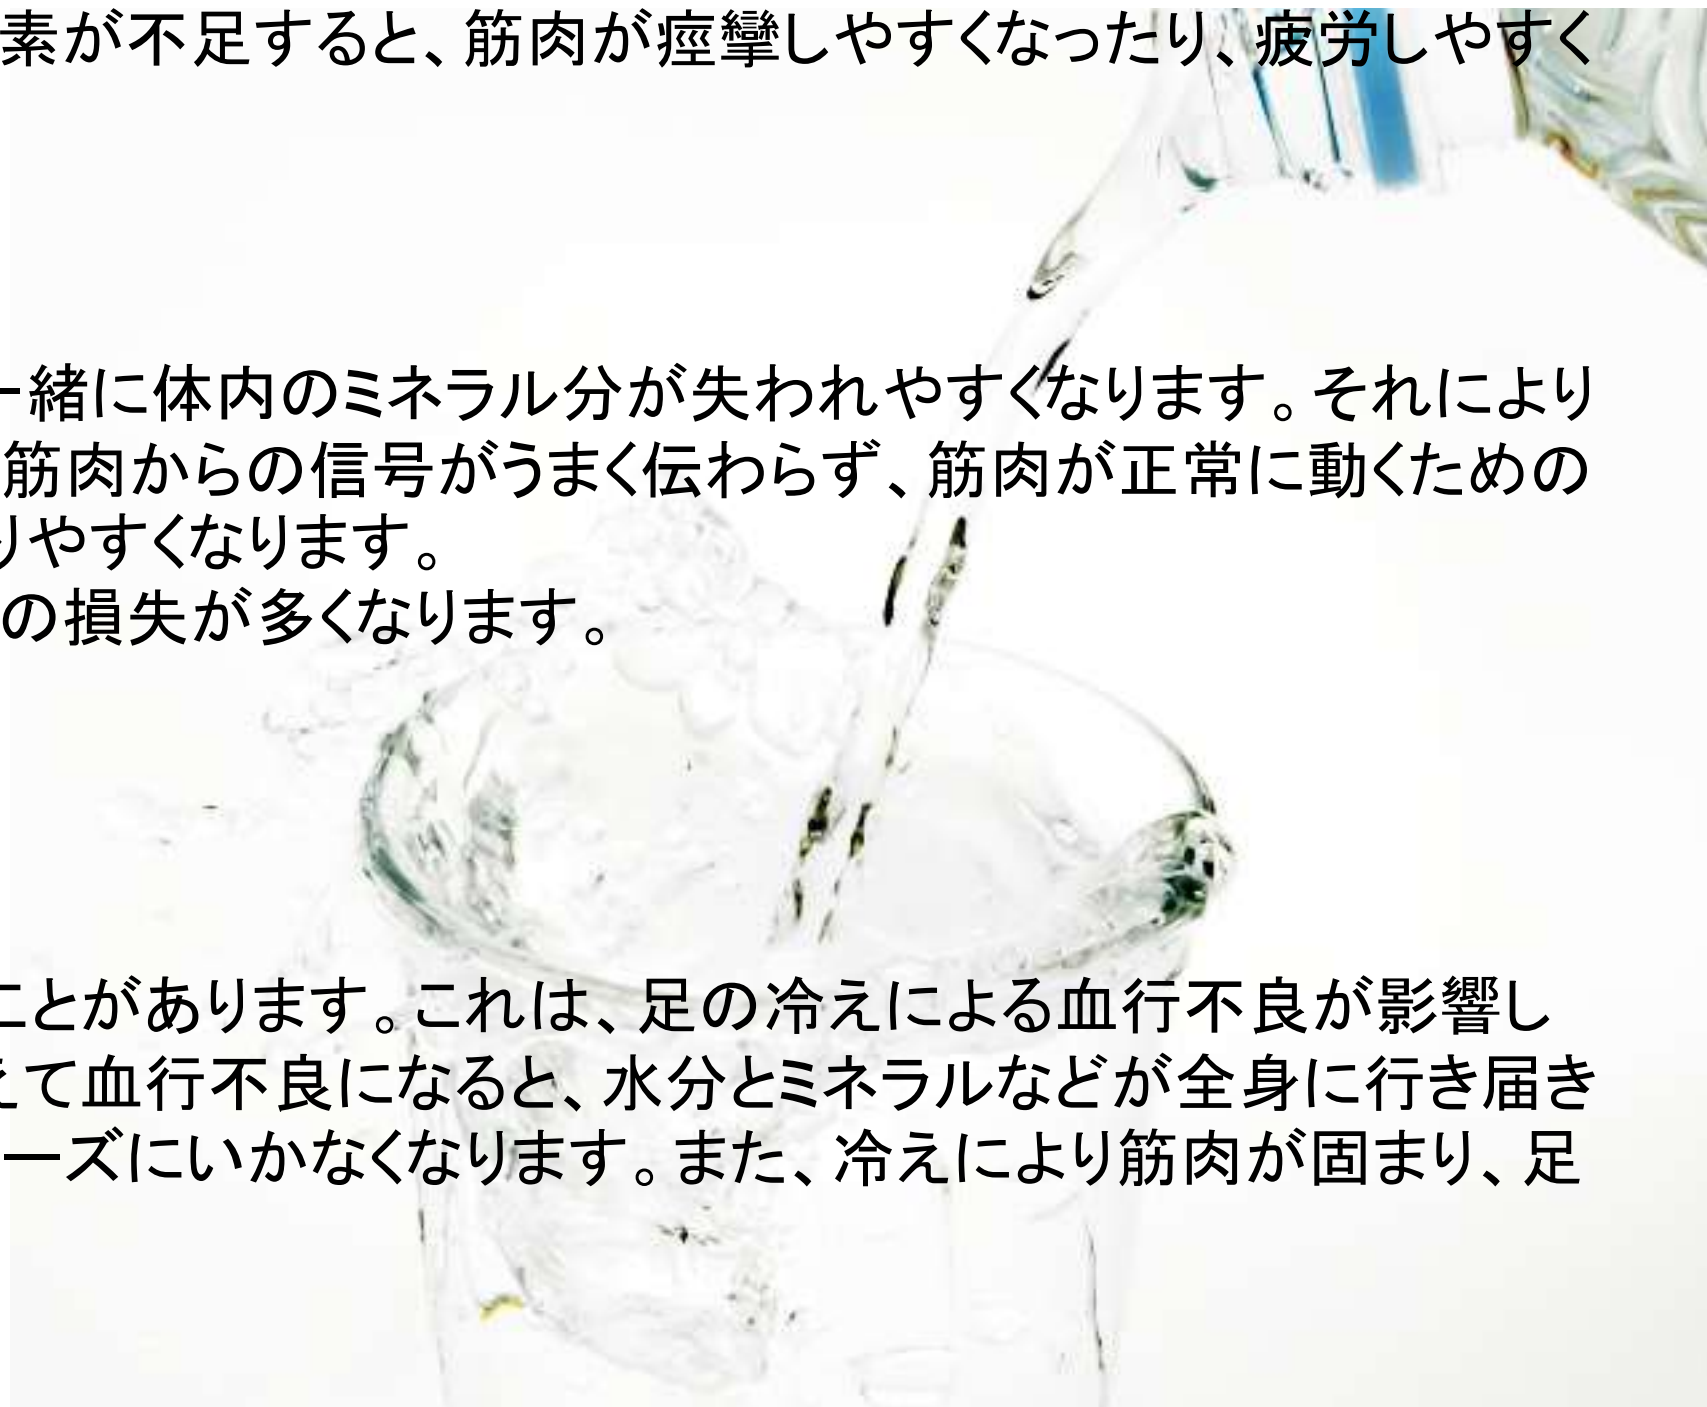 素が不足すると、筋肉が痙攣しやすくなったり、疲労しやすく
一緒に体内のミネラル分が失われやすくなります。それにより
筋肉からの信号がうまく伝わらず、筋肉が正常に動くための
りやすくなります。
の損失が多くなります。
ことがあります。これは、足の冷えによる血行不良が影響し
えて血行不良になると、水分とミネラルなどが全身に行き届き
ーズにいかなくなります。また、冷えにより筋肉が固まり、足